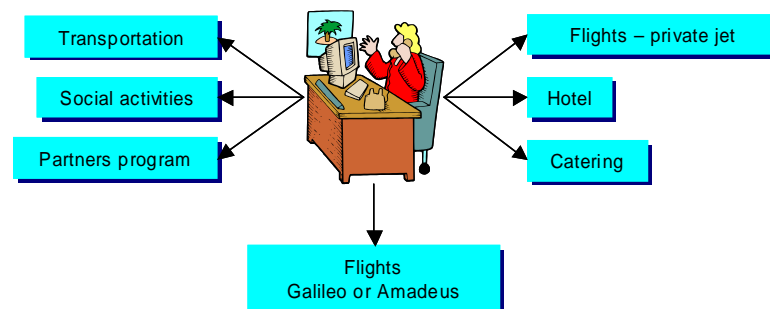 Transportation
Social activities
Partners program
Flights – private jet
Hotel
Catering
Flights
Galileo or Amadeus